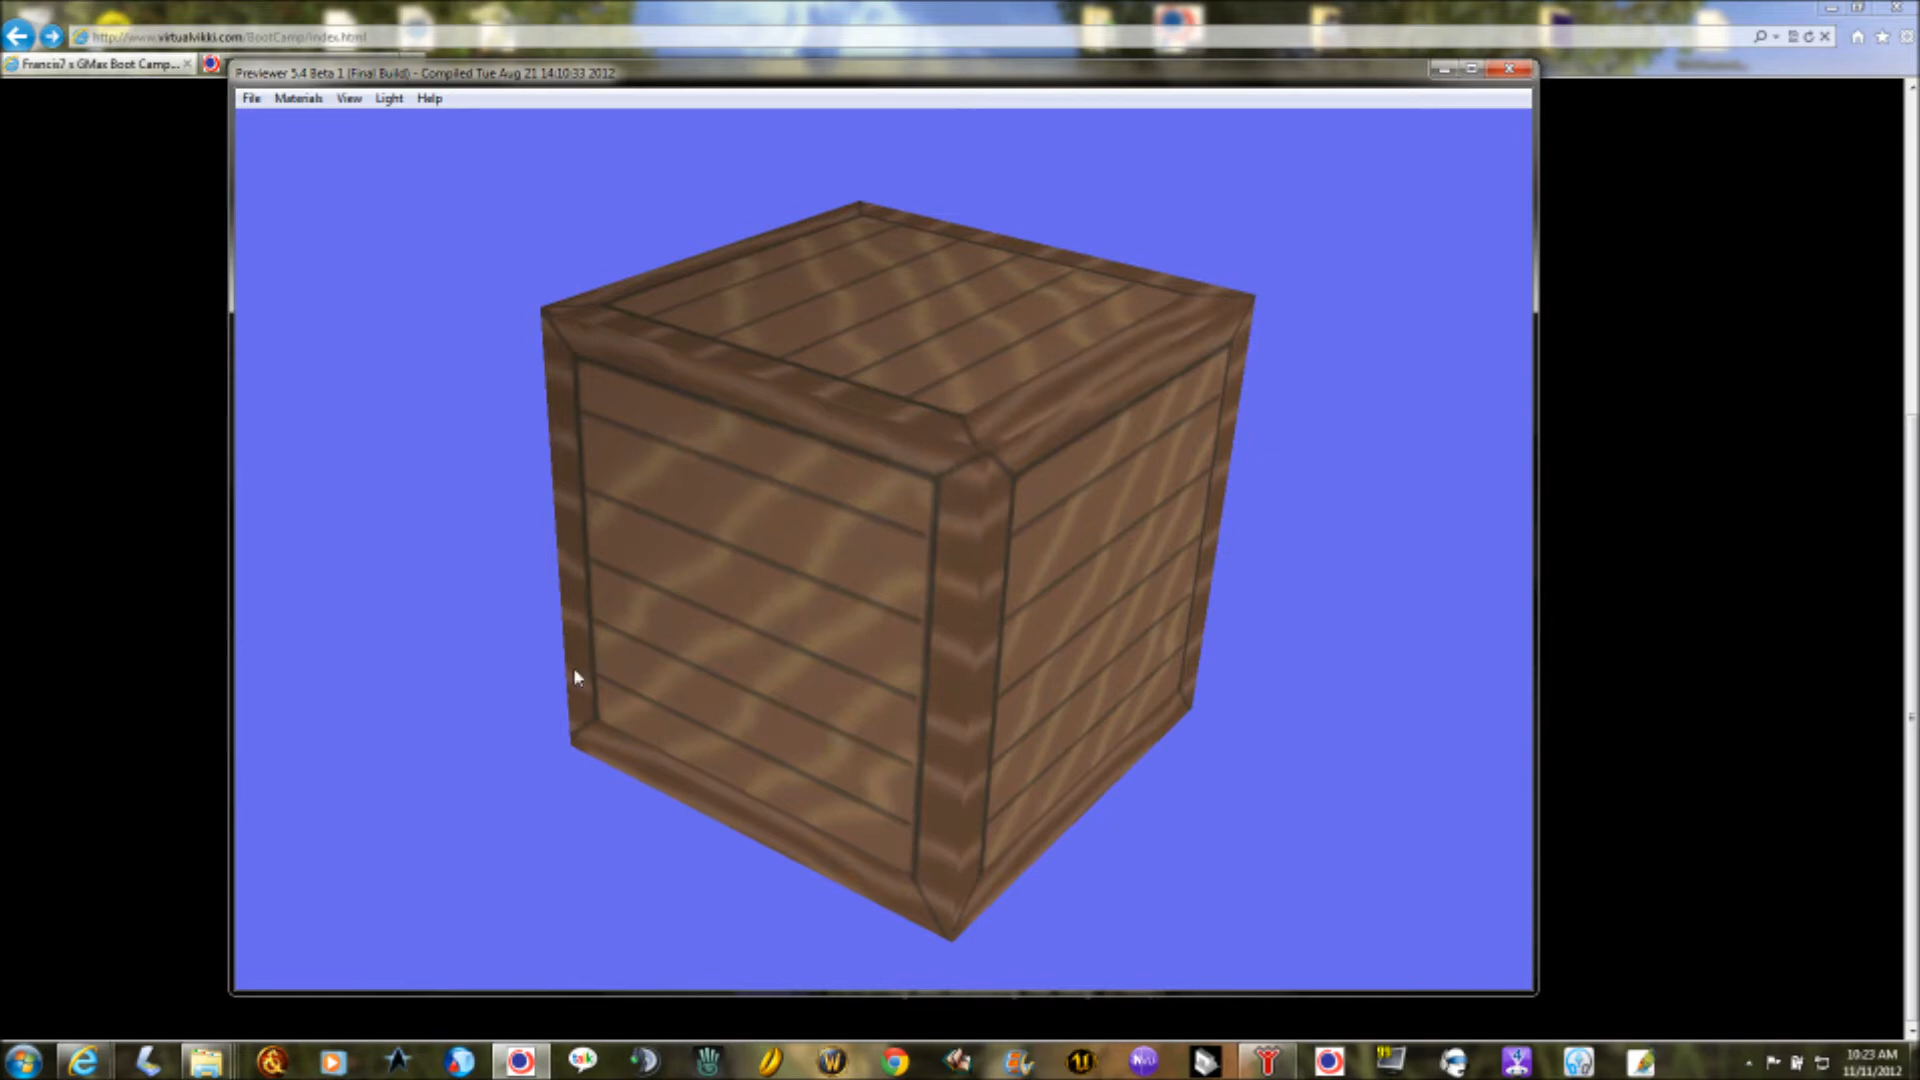 http://www.virtualvikki.com/BootCamp/index.html
Francis7's GMax Boot Camp...
Previewer 5.4 Beta 1 (Final Build) - Compiled Tue Aug 21 14:10:33 2012
File Materials View Light Help
talk
10:23 AM
11/11/2012